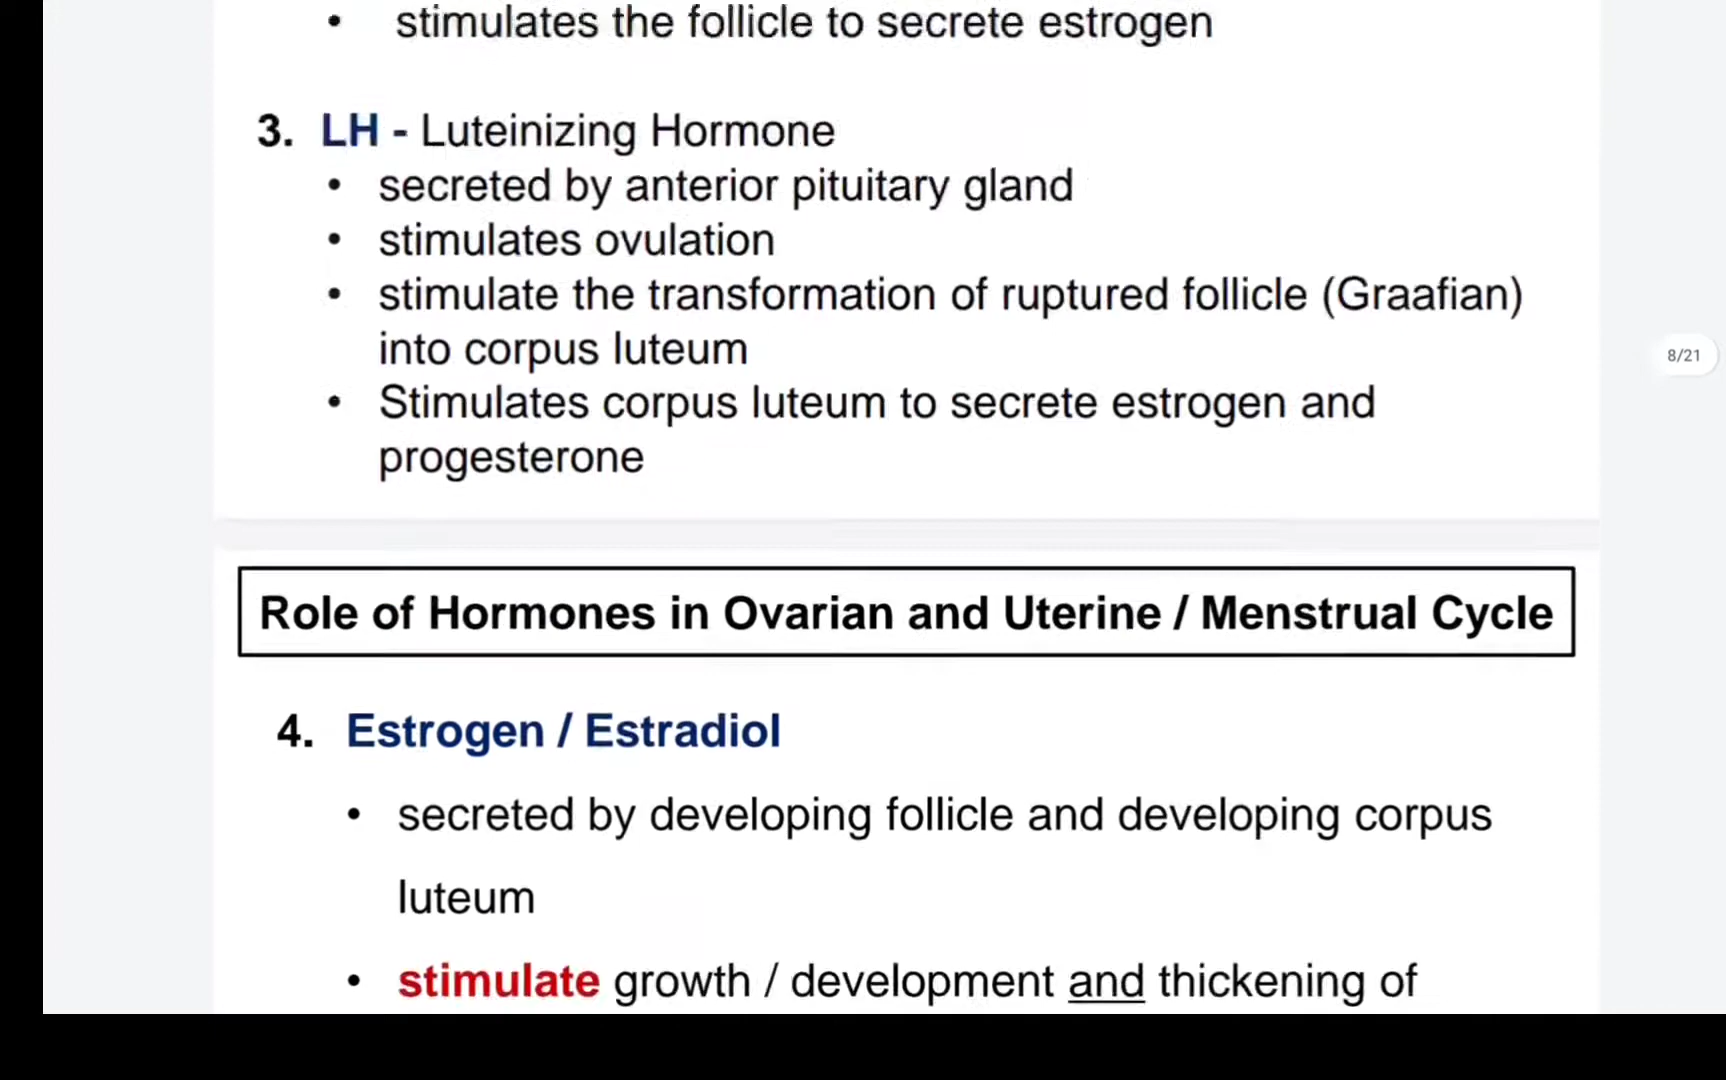 • stimulates the follicle to secrete estrogen
3. LH - Luteinizing Hormone
• secreted by anterior pituitary gland
• stimulates ovulation
• stimulate the transformation of ruptured follicle (Graafian)
into corpus luteum
• Stimulates corpus luteum to secrete estrogen and
progesterone
8/21
Role of Hormones in Ovarian and Uterine / Menstrual Cycle
4. Estrogen / Estradiol
• secreted by developing follicle and developing corpus
luteum
• stimulate growth / development and thickening of